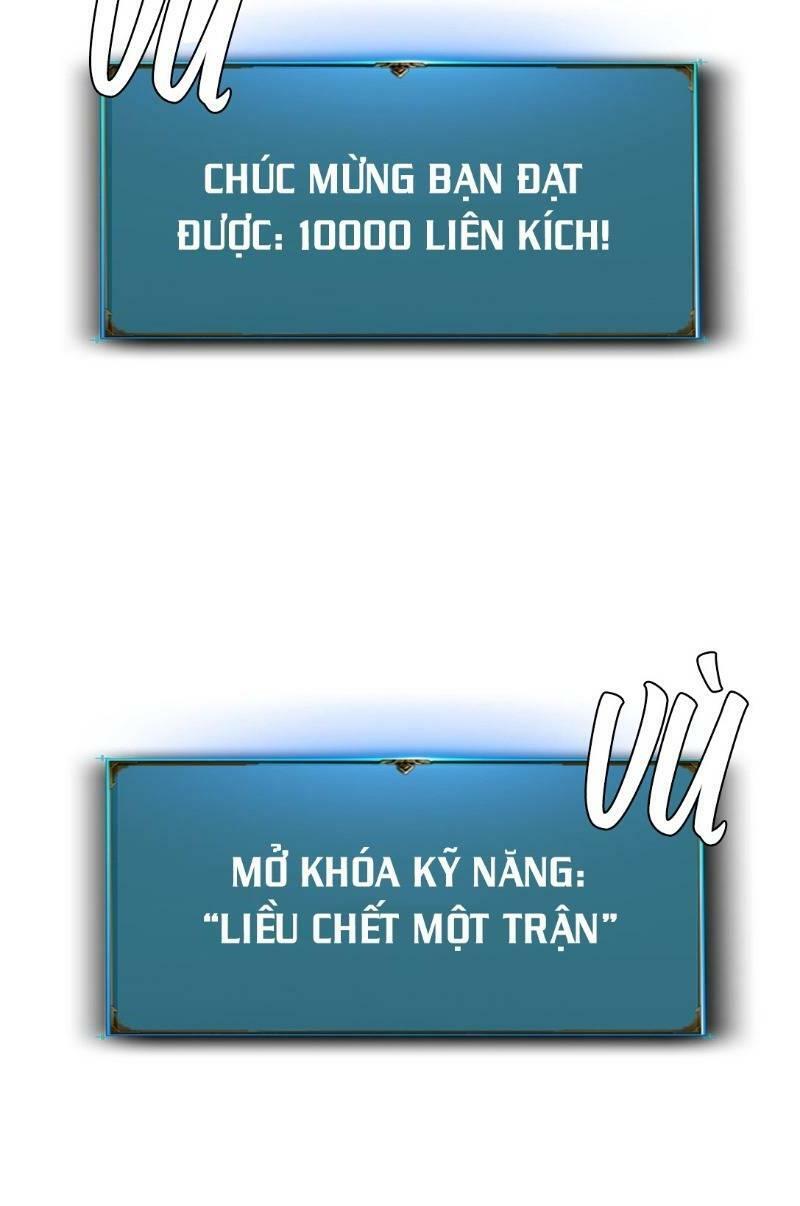 VÙ
CHÚC MỪNG BẠN ĐẠT
ĐƯỢC: 10000 LIÊN KÍCH!
VÙ
MỞ KHÓA KỸ NĂNG:
“LIỀU CHẾT MỘT TRẬN”